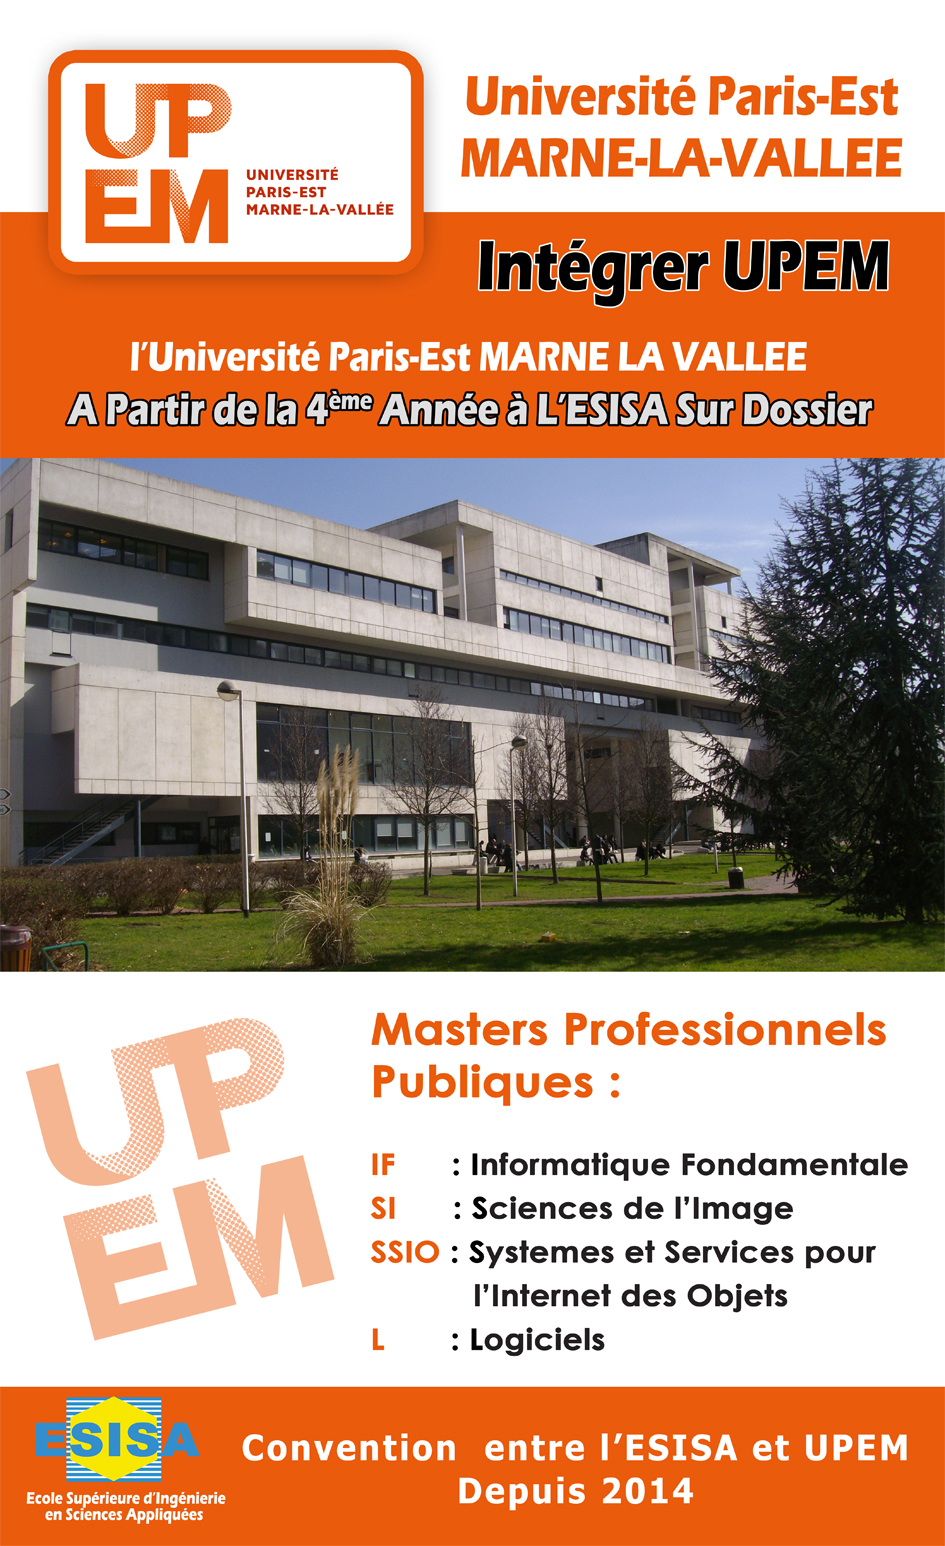 UP
EM
UNIVERSITÉ
PARIS-EST
MARNE-LA-VALLÉE
Université Paris-Est
MARNE-LA-VALLEE
Intégrer UPEM
l'Université Paris-Est MARNE LA VALLEE
A Partir de la 4ème Année à L'ESISA Sur Dossier
UP
EM
Masters Professionnels
Publiques :
IF : Informatique Fondamentale
SI : Sciences de l'Image
SSIO : Systemes et Services pour
l'Internet des Objets
L : Logiciels
ESISA
Ecole Supérieure d'Ingénierie
en Sciences Appliquées
Convention entre l'ESISA et UPEM
Depuis 2014